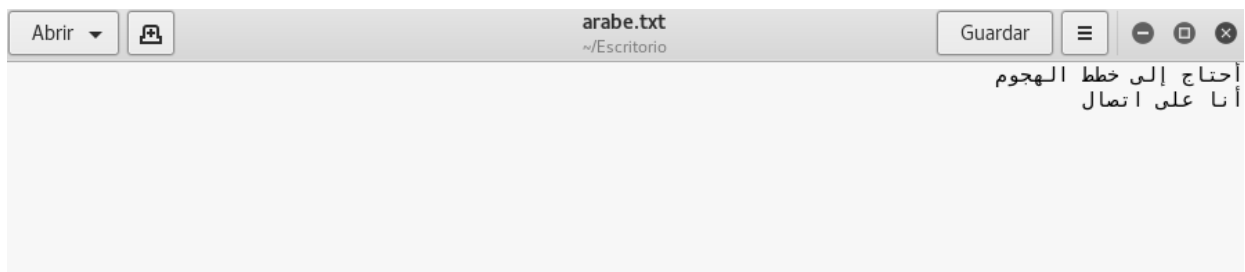 Abrir
arabe.txt
~/Escritorio
Guardar
أحتاج إلى خطط الهجوم
أنا على اتصال